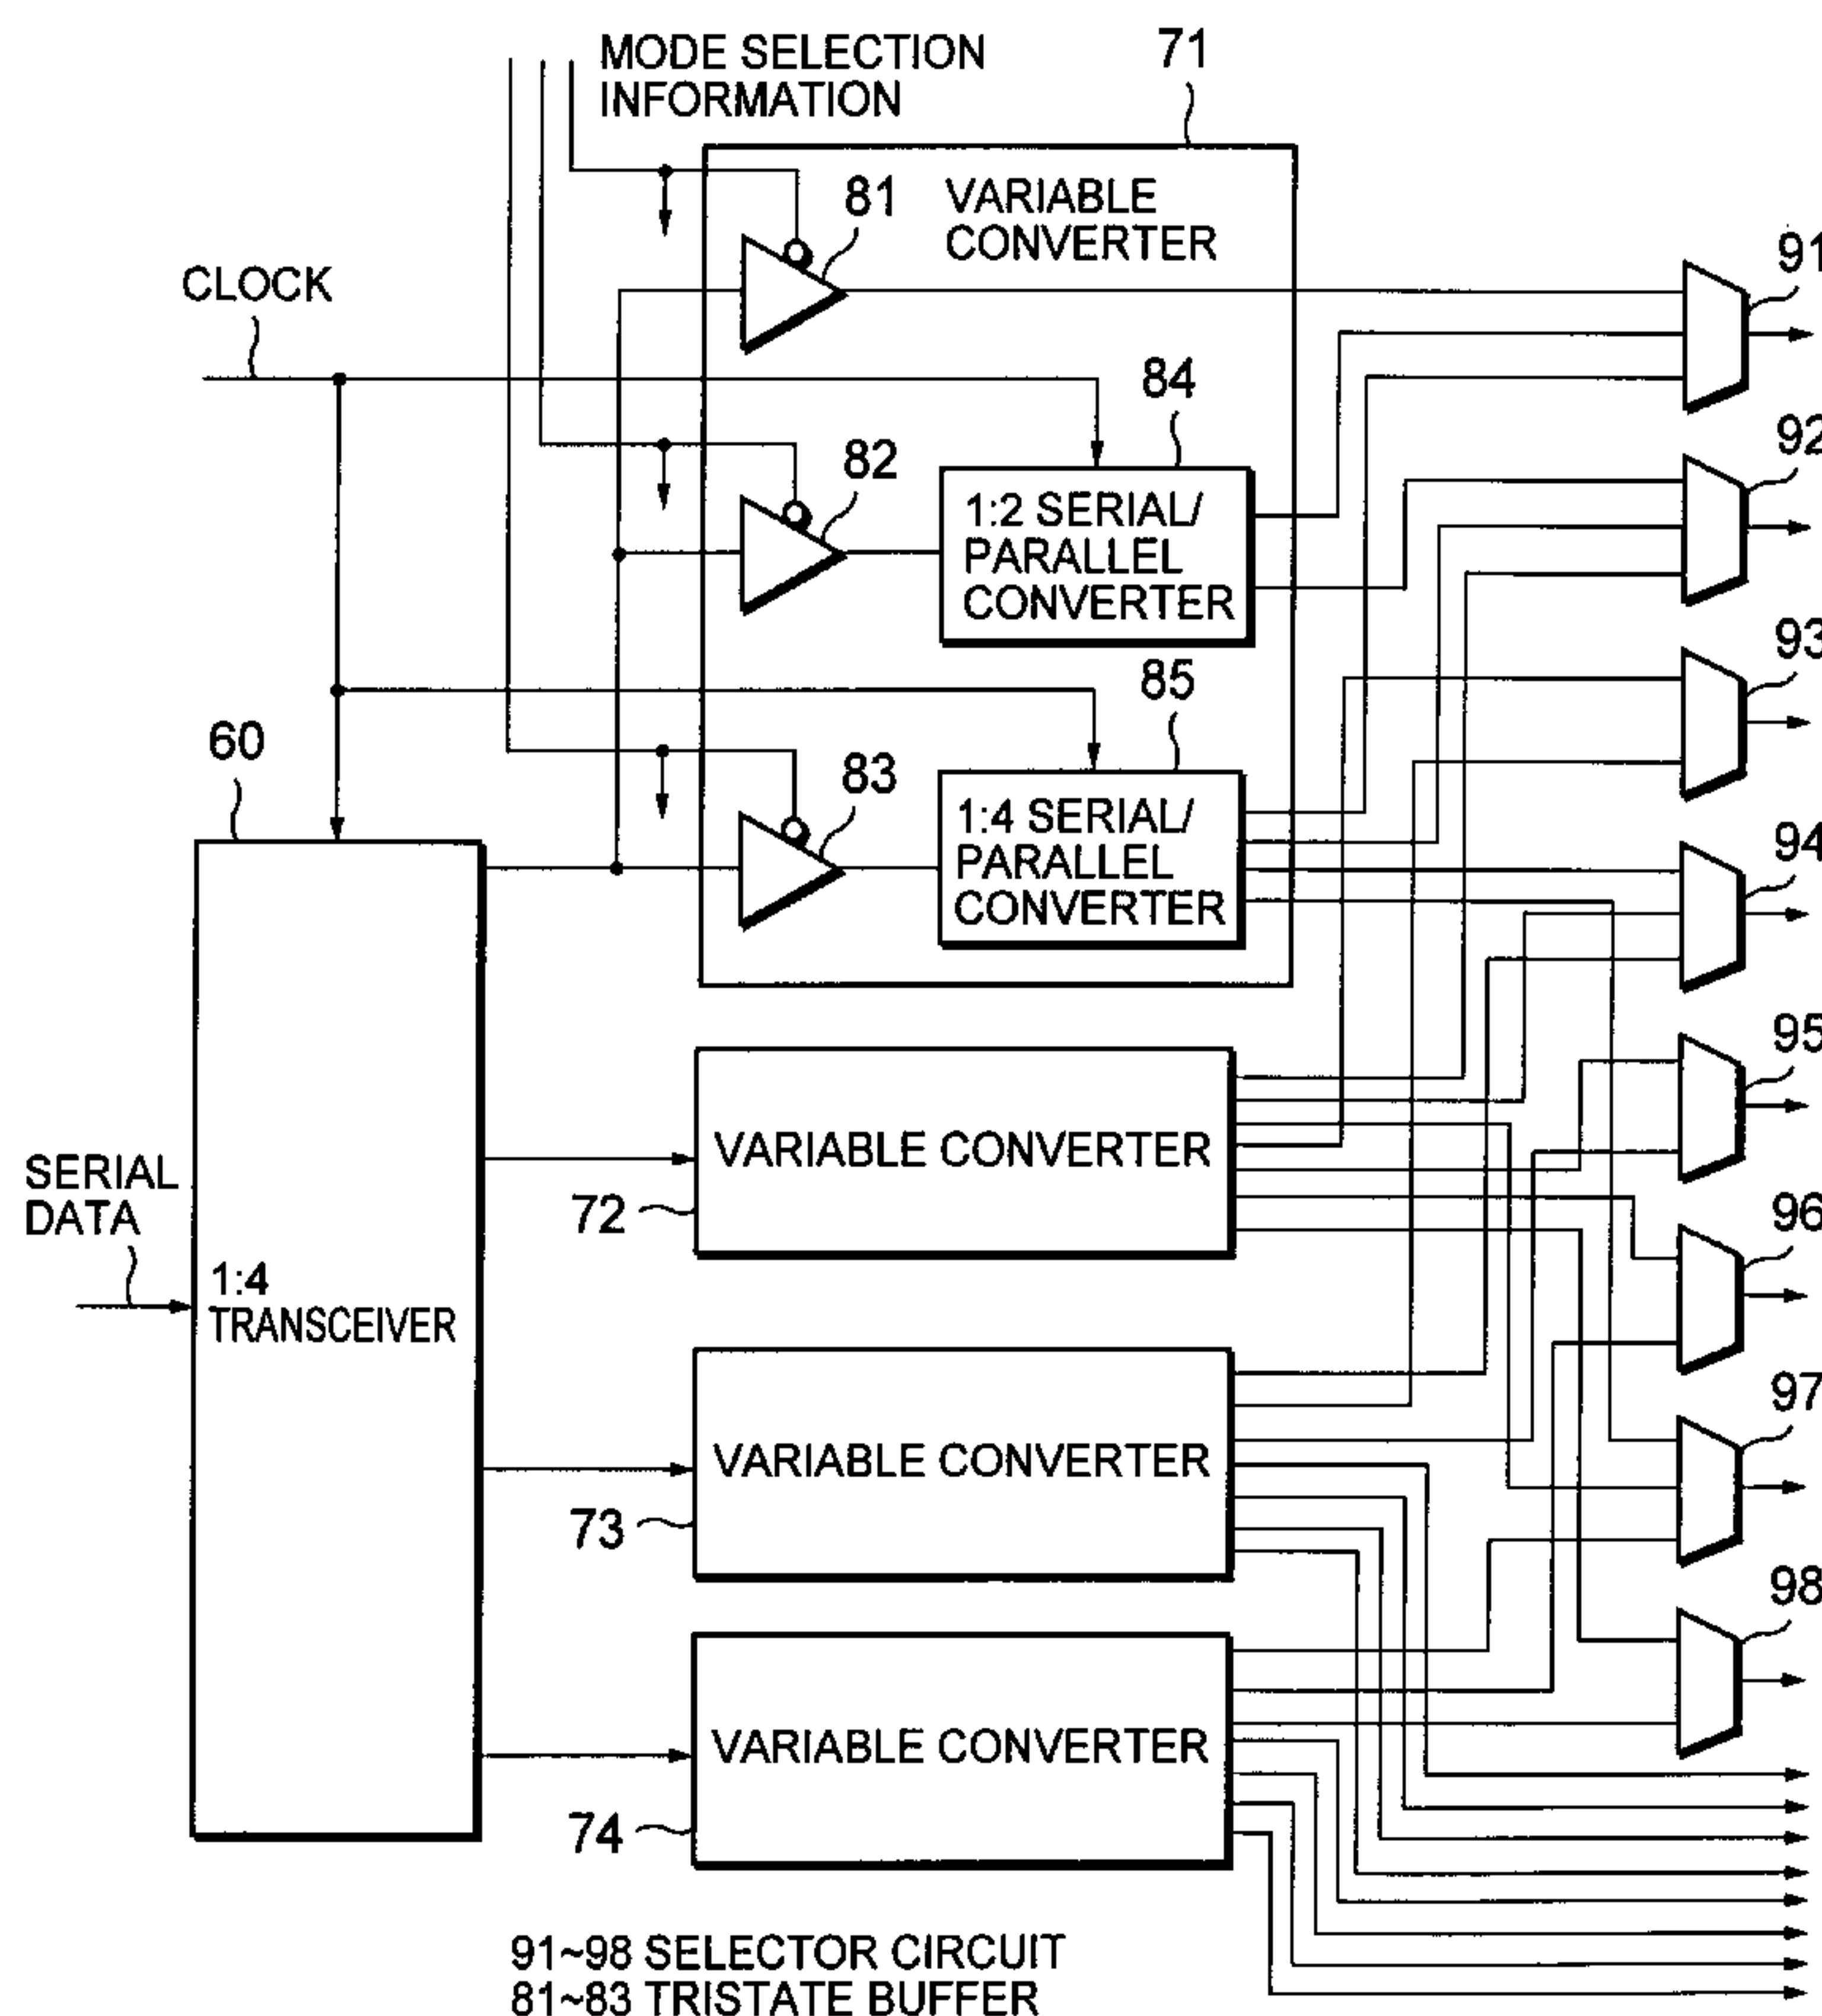 MODE SELECTION
INFORMATION
71
VARIABLE
CONVERTER
81
91
CLOCK
84
92
82
1:2 SERIAL/
PARALLEL
CONVERTER
93
85
60
83
1:4 SERIAL/
PARALLEL
CONVERTER
94
95
VARIABLE CONVERTER
72
SERIAL
DATA
96
1:4
TRANSCEIVER
97
VARIABLE CONVERTER
73
98
VARIABLE CONVERTER
74
91~98 SELECTOR CIRCUIT
81~83 TRISTATE BUFFER